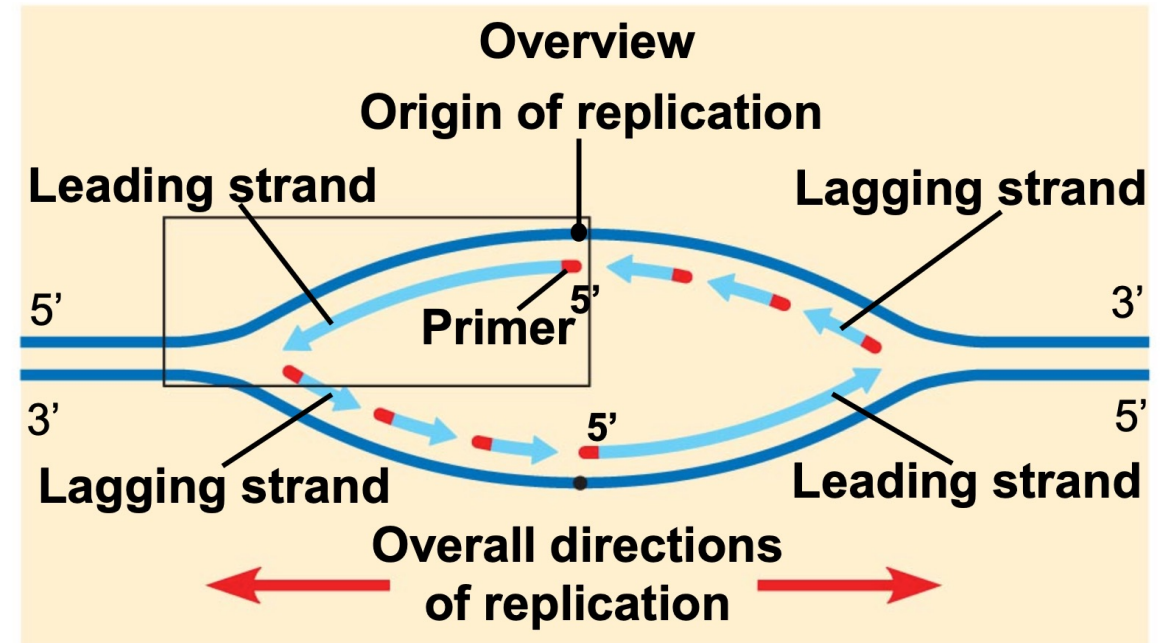 Overview
Origin of replication
Leading strand
Lagging strand
5’
3’
5’
Primer
3’
5’
5’
Lagging strand
Leading strand
Overall directions
of replication